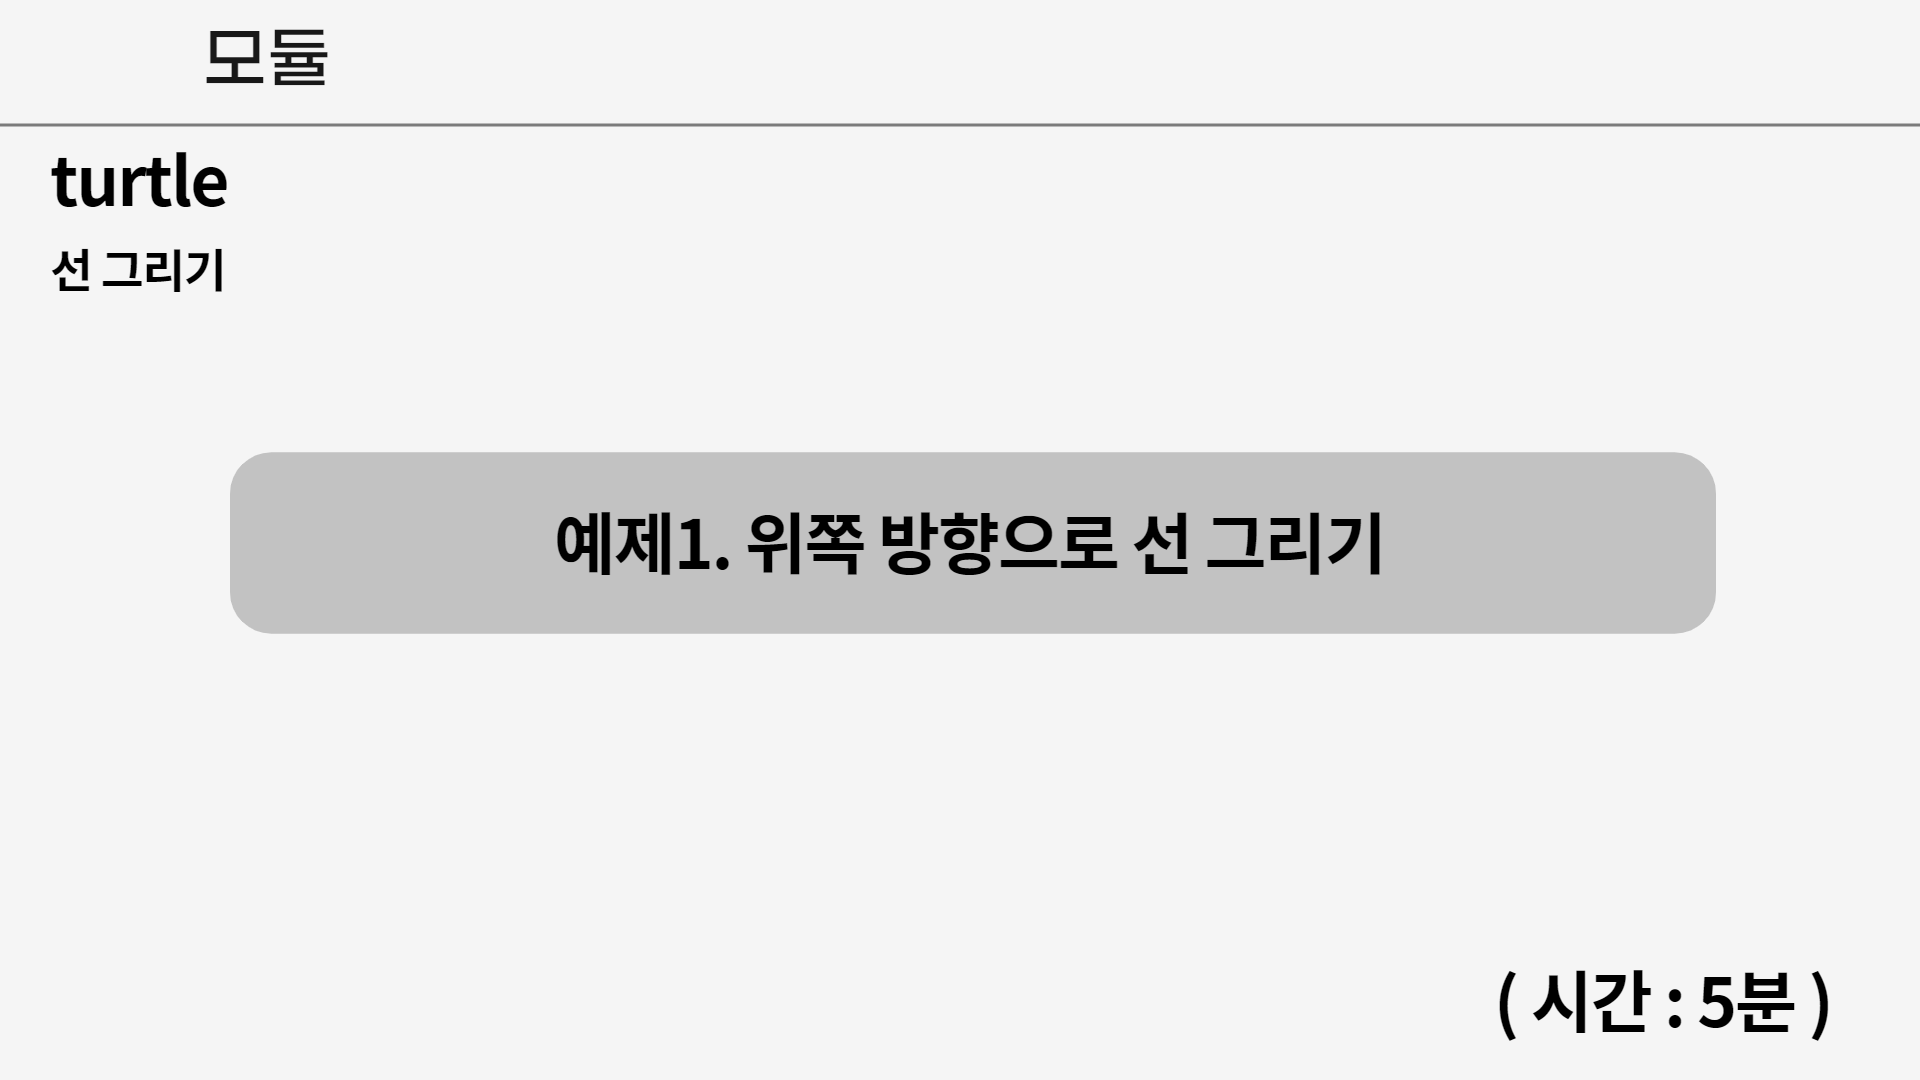 모듈
turtle
선 그리기
예제1. 위쪽 방향으로 선 그리기
( 시간 : 5분 )